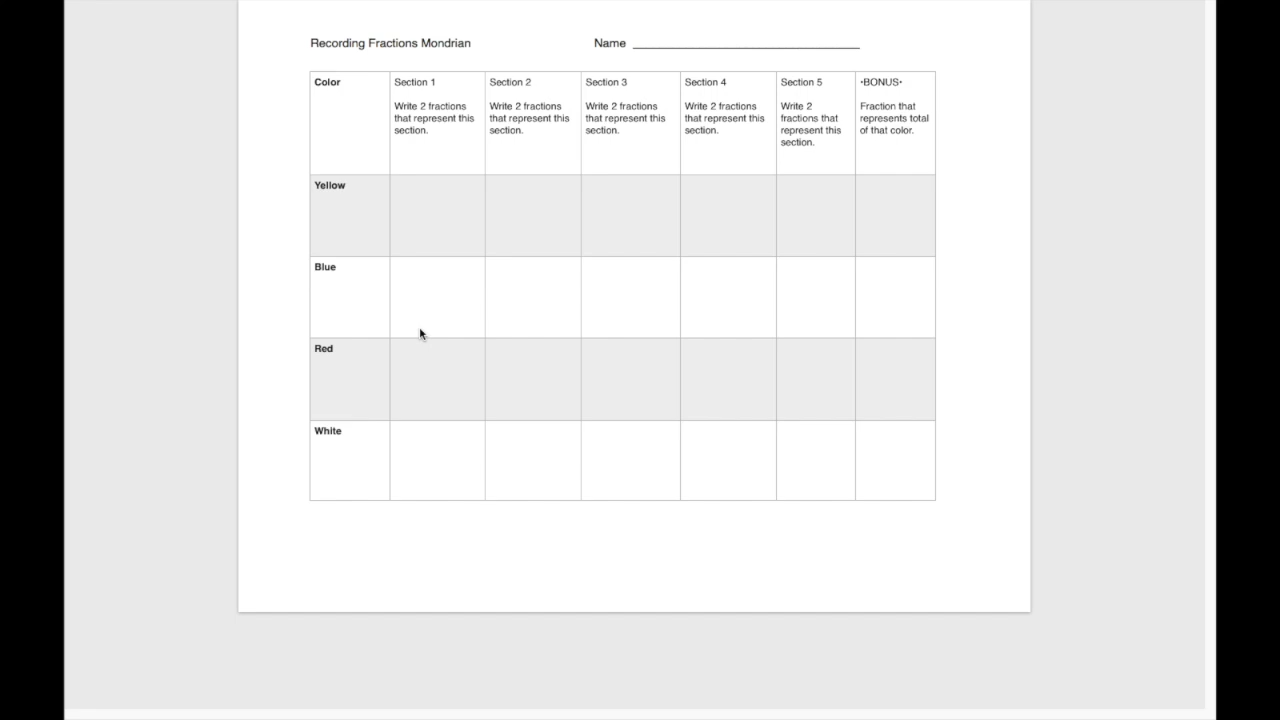 Recording Fractions Mondrian Name
Color
Section 1
Write 2 fractions
that represent this
section.
Section 2
Write 2 fractions
that represent this
section.
Section 3
Write 2 fractions
that represent this
section.
Section 4
Write 2 fractions
that represent this
section.
Section 5
Write 2
fractions that
represent this
section.
•BONUS•
Fraction that
represents total
of that color.
Yellow
Blue
Red
White